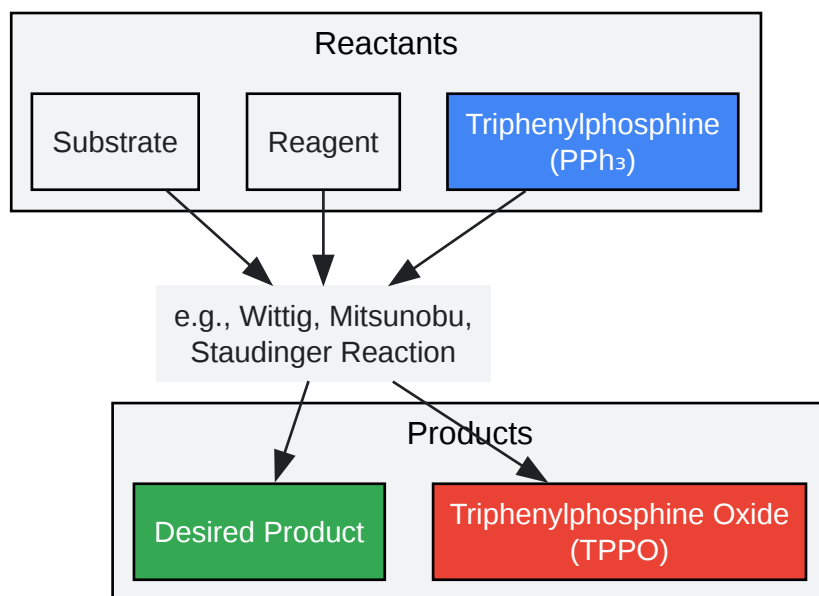 Reactants
Substrate
Reagent
Triphenylphosphine
(PPh₃)
e.g., Wittig, Mitsunobu,
Staudinger Reaction
Products
Desired Product
Triphenylphosphine Oxide
(TPPO)